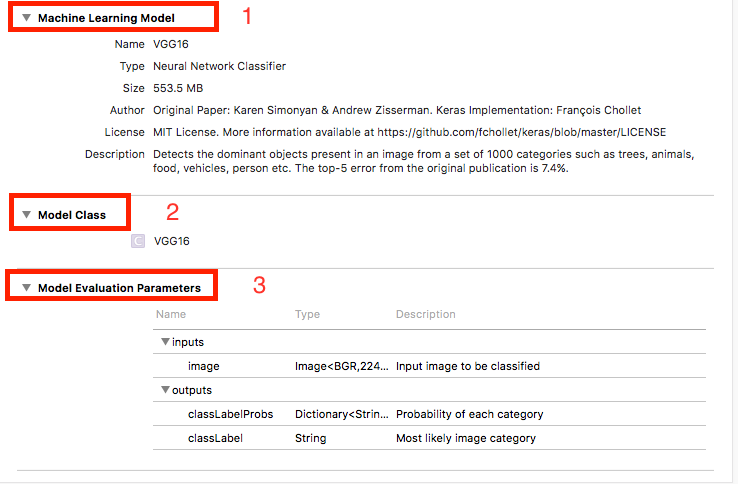 Machine Learning Model 1
Name VGG16
Type Neural Network Classifier
Size 553.5 MB
Author Original Paper: Karen Simonyan & Andrew Zisserman. Keras Implementation: François Chollet
License MIT License. More information available at https://github.com/fchollet/keras/blob/master/LICENSE
Description Detects the dominant objects present in an image from a set of 1000 categories such as trees, animals,
food, vehicles, person etc. The top-5 error from the original publication is 7.4%.
Model Class 2
C VGG16
Model Evaluation Parameters 3
Name Type Description
inputs
image Image<BGR,224... Input image to be classified
outputs
classLabelProbs Dictionary<Strin... Probability of each category
classLabel String Most likely image category